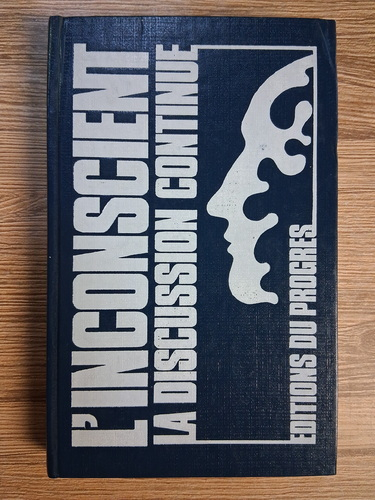 L'INCONSCIENT
LA DISCUSSION CONTINUE
EDITIONS DU PROGRES